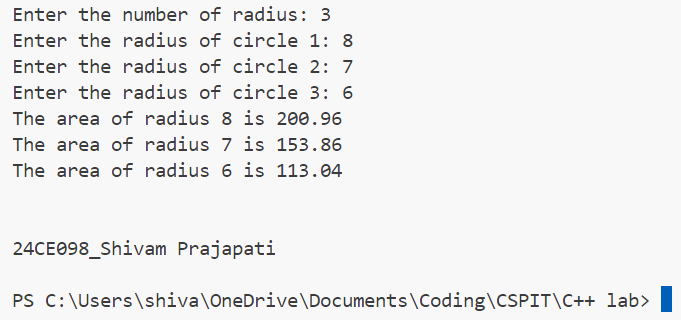 Enter the number of radius: 3
Enter the radius of circle 1: 8
Enter the radius of circle 2: 7
Enter the radius of circle 3: 6
The area of radius 8 is 200.96
The area of radius 7 is 153.86
The area of radius 6 is 113.04
24CE098_Shivam Prajapati
PS C:\Users\shiva\OneDrive\Documents\Coding\CSPIT\C++ lab>